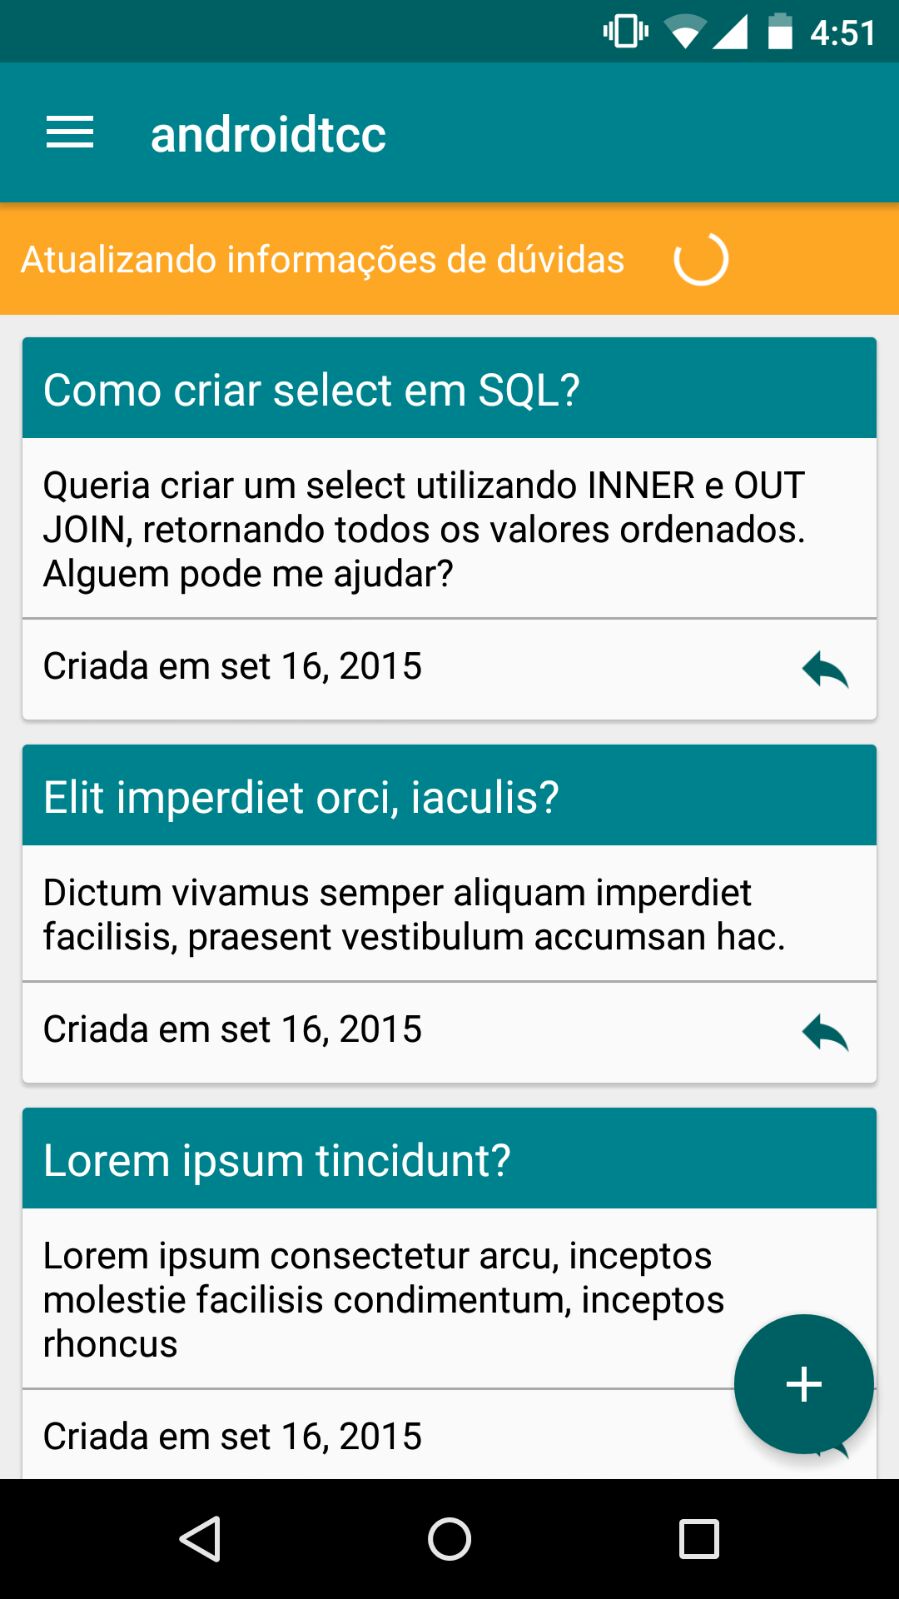 4:51
androidtcc
Atualizando informações de dúvidas
Como criar select em SQL?
Queria criar um select utilizando INNER e OUT
JOIN, retornando todos os valores ordenados.
Alguem pode me ajudar?
Criada em set 16, 2015
Elit imperdiet orci, iaculis?
Dictum vivamus semper aliquam imperdiet
facilisis, praesent vestibulum accumsan hac.
Criada em set 16, 2015
Lorem ipsum tincidunt?
Lorem ipsum consectetur arcu, inceptos
molestie facilisis condimentum, inceptos
rhoncus
Criada em set 16, 2015